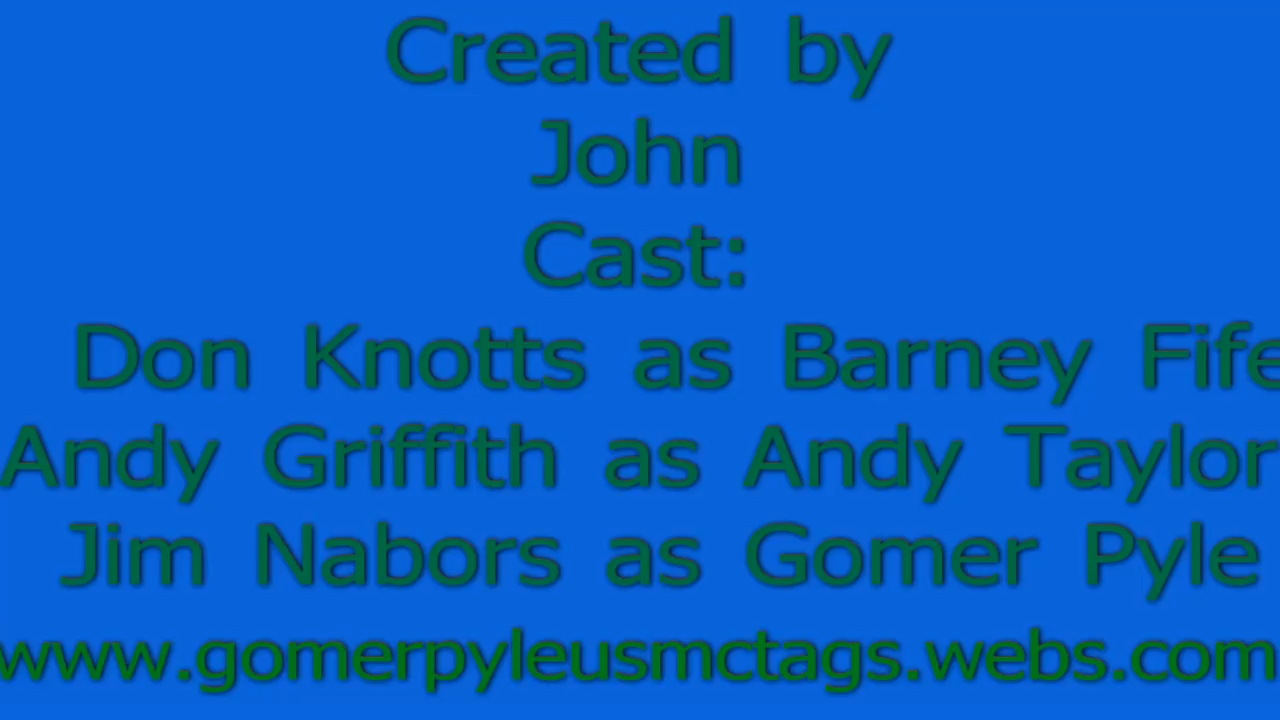 Created by
John
Cast:
Don Knotts as Barney Fife
Andy Griffith as Andy Taylor
Jim Nabors as Gomer Pyle
www.gomerpyleusmctags.webs.com